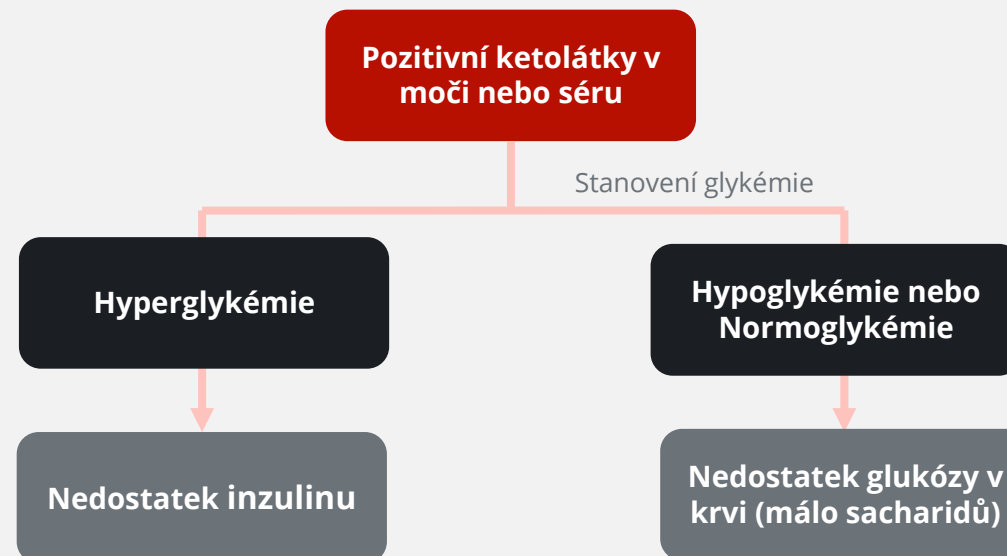 Pozitivní ketolátky v
moči nebo séru
Stanovení glykémie
Hyperglykémie
Hypoglykémie nebo
Normoglykémie
Nedostatek inzulinu
Nedostatek glukózy v
krvi (málo sacharidů)